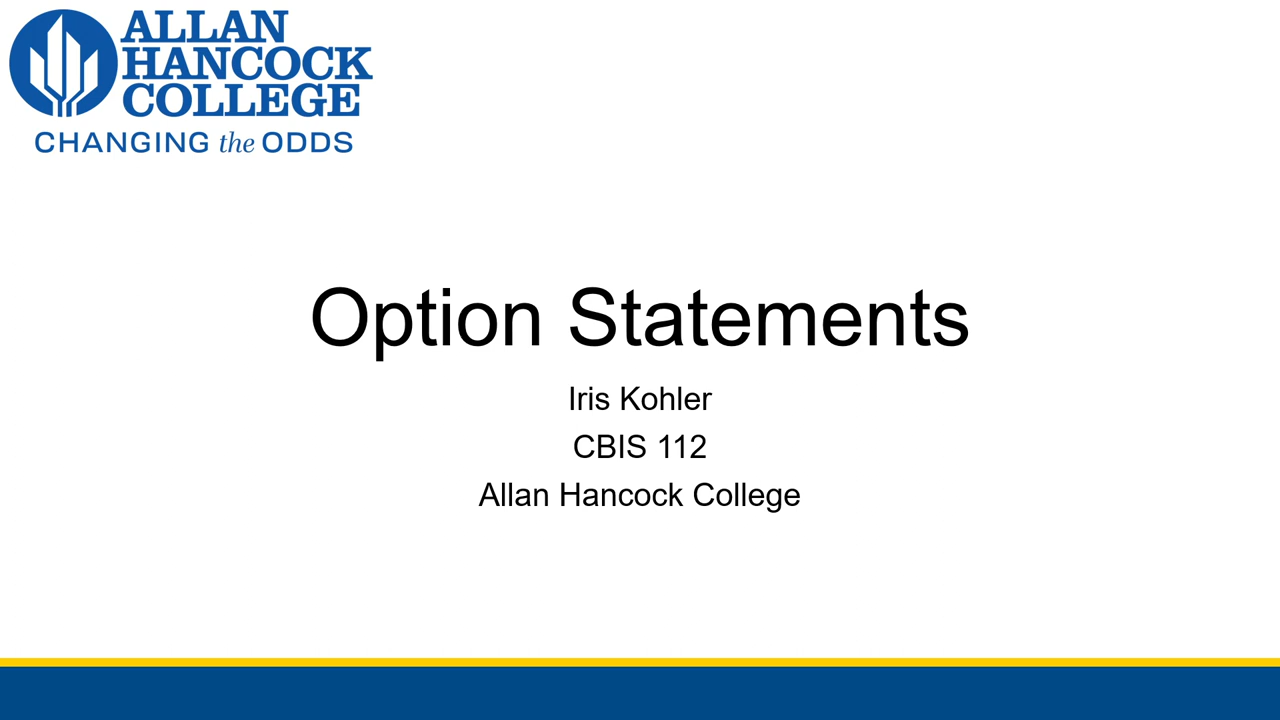 ALLAN
HANCOCK
COLLEGE
CHANGING the ODDS
Option Statements
Iris Kohler
CBIS 112
Allan Hancock College